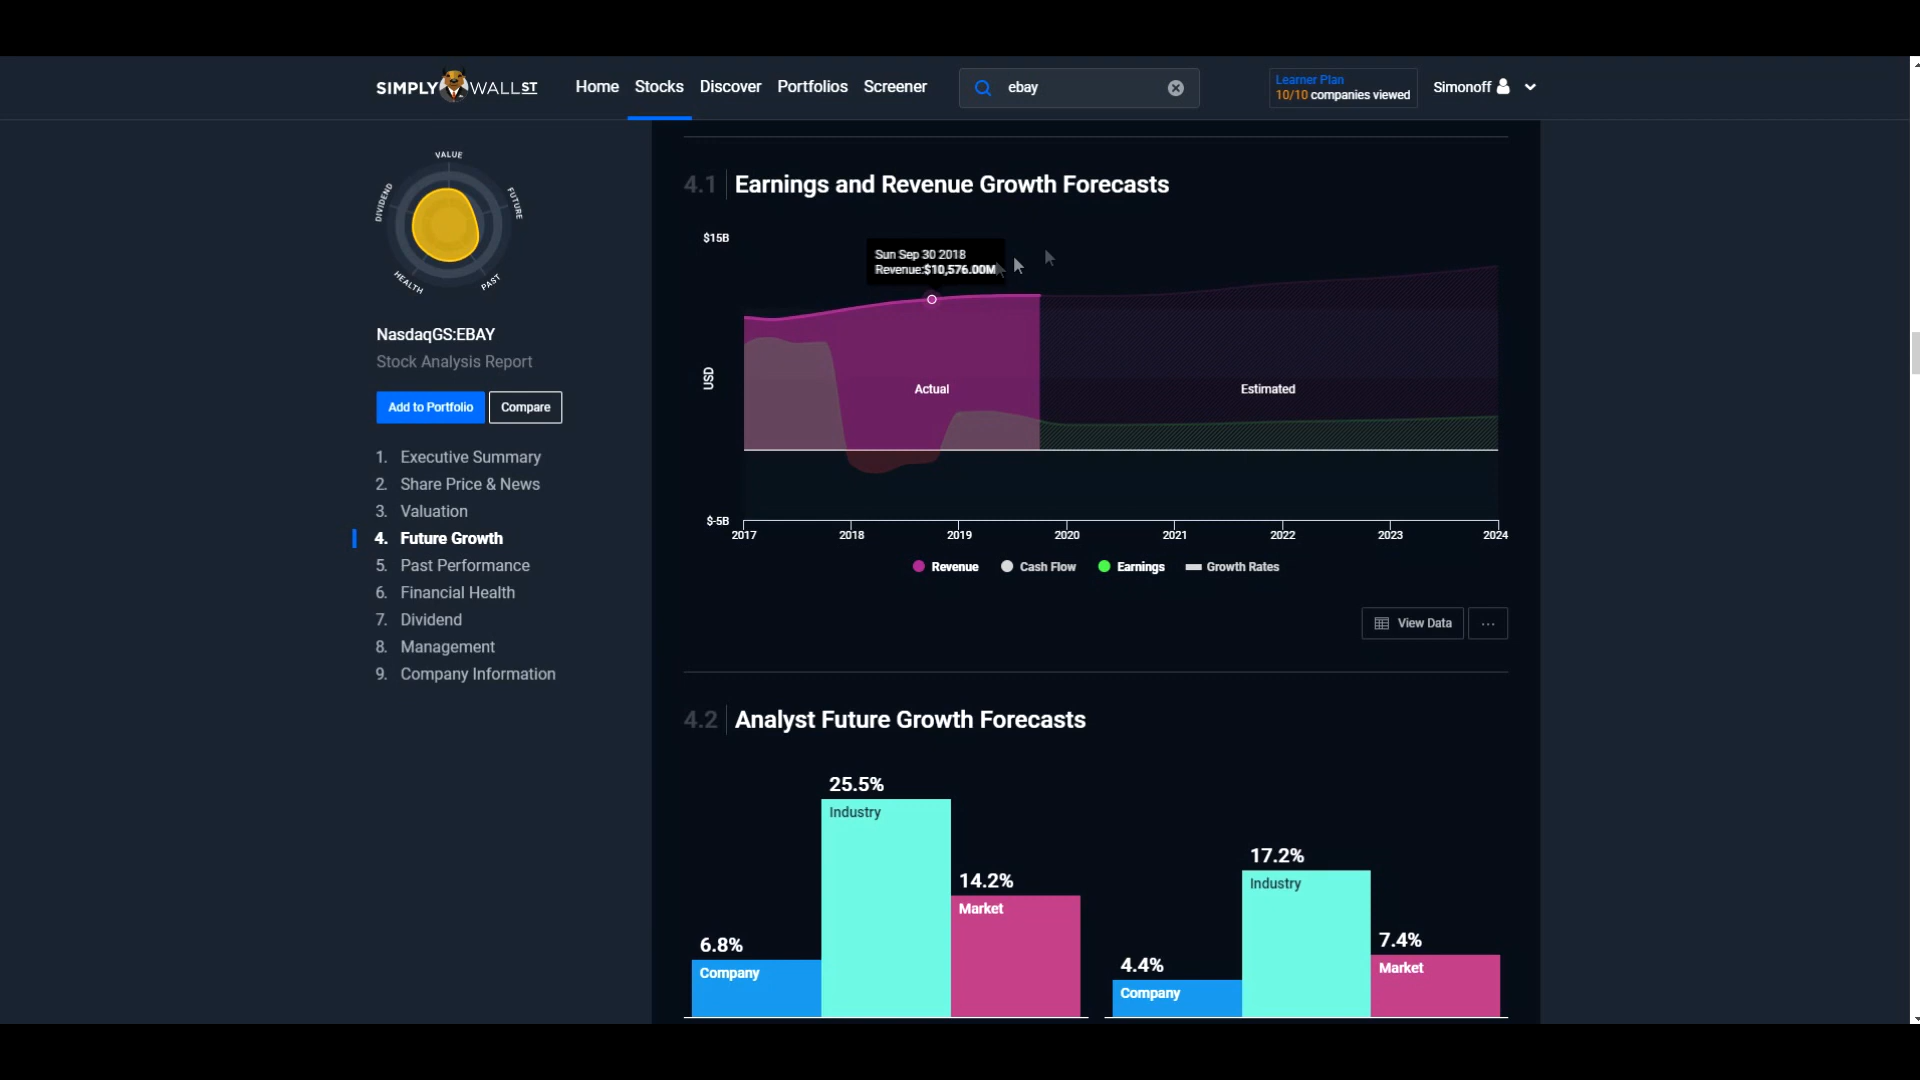 SIMPLY WALLST
Home Stocks Discover Portfolios Screener
ebay
Learner Plan
10/10 companies viewed
Simonoff
VALUE
FUTURE
PAST
HEALTH
DIVIDEND
NasdaqGS:EBAY
Stock Analysis Report
Add to Portfolio
Compare
1. Executive Summary
2. Share Price & News
3. Valuation
4. Future Growth
5. Past Performance
6. Financial Health
7. Dividend
8. Management
9. Company Information
4.1 Earnings and Revenue Growth Forecasts
$15B
Sun Sep 30 2018
Revenue:$10,576.00M
USD
Actual
Estimated
$-5B
2017 2018 2019 2020 2021 2022 2023 2024
Revenue Cash Flow Earnings Growth Rates
View Data
...
4.2 Analyst Future Growth Forecasts
25.5%
Industry
14.2%
Market
6.8%
Company
17.2%
Industry
7.4%
Market
4.4%
Company